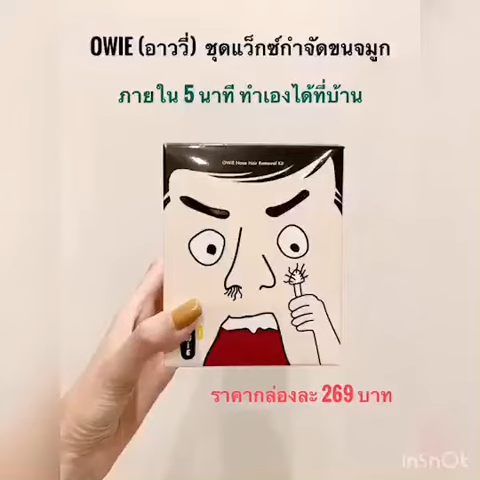 OWIE (อาววี่) ชุดแว็กซ์กำจัดขนจมูก
ภายใน 5 นาที ทำเองได้ที่บ้าน
OWIE Nose Hair Removal Kit
ราคากล่องละ 269 บาท
InShOt